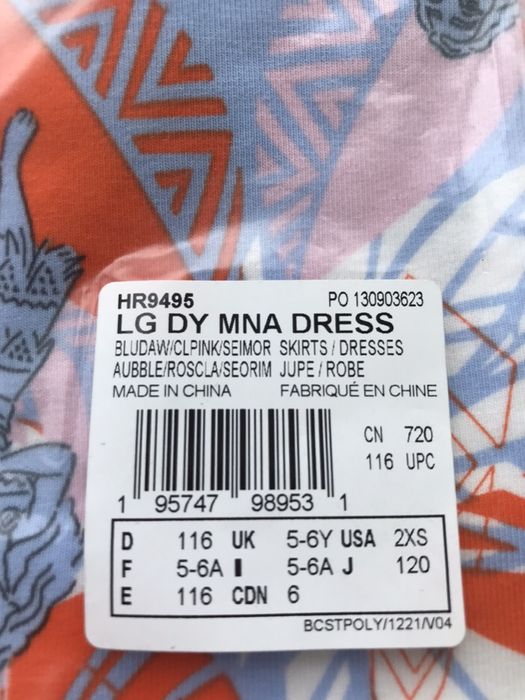 HR9495 PO 130903623
LG DY MNA DRESS
BLUDAW/CLPINK/SEIMOR SKIRTS / DRESSES
AUBBLE/ROSCLA/SEORIM JUPE / ROBE
MADE IN CHINA FABRIQUÉ EN CHINE
CN 720
116 UPC
1 95747 98953 1
D 116 UK 5-6Y USA 2XS
F 5-6A I 5-6A J 120
E 116 CDN 6
BCSTPOLY/1221/V04